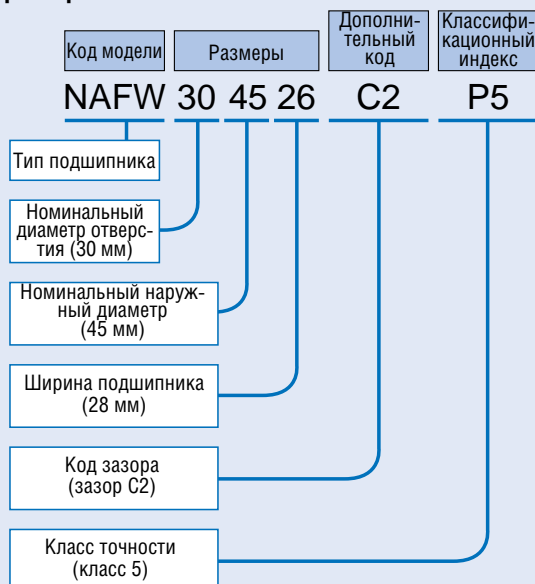 Код модели
Размеры
Дополни-
тельный
код
Классифи-
кационный
индекс
NAFW 30 45 26 C2 P5
Тип подшипника
Номинальный
диаметр отверс-
тия (30 мм)
Номинальный наруж-
ный диаметр
(45 мм)
Ширина подшипника
(28 мм)
Код зазора
(зазор С2)
Класс точности
(класс 5)